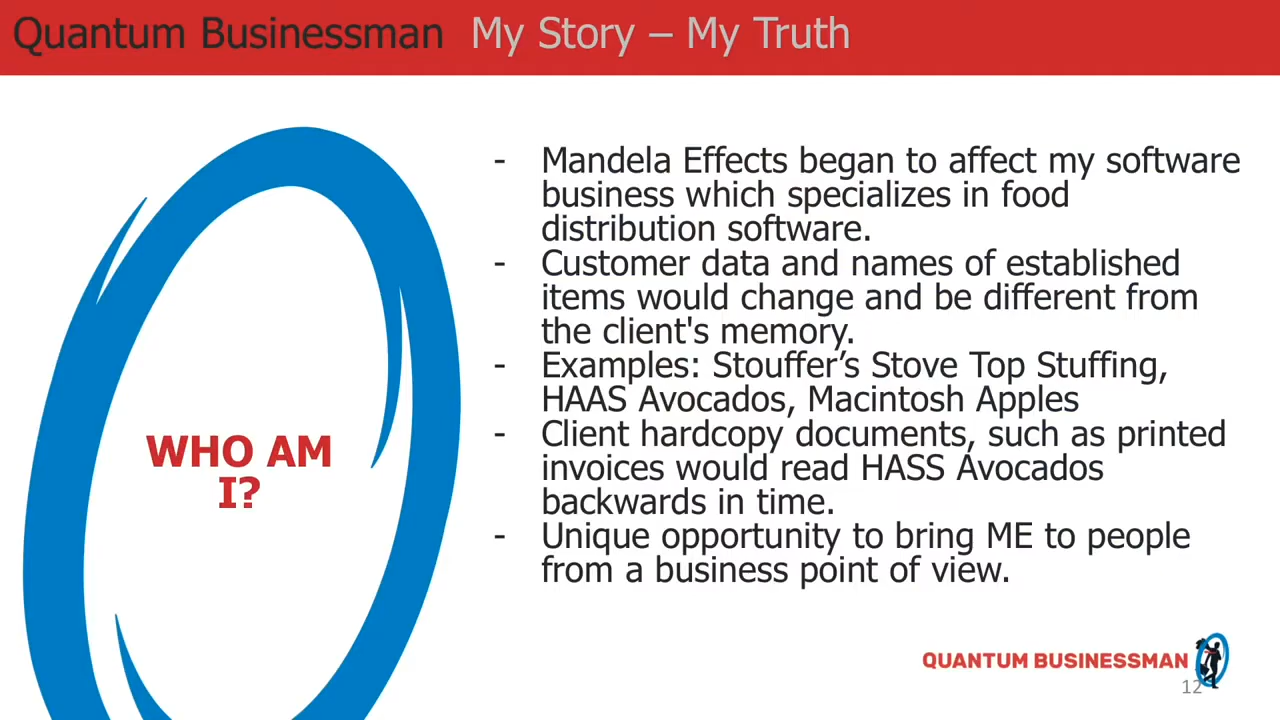 Quantum Businessman My Story – My Truth
- Mandela Effects began to affect my software
business which specializes in food
distribution software.
- Customer data and names of established
items would change and be different from
the client's memory.
- Examples: Stouffer’s Stove Top Stuffing,
HAAS Avocados, Macintosh Apples
- Client hardcopy documents, such as printed
invoices would read HASS Avocados
backwards in time.
- Unique opportunity to bring ME to people
from a business point of view.
WHO AM
I?
QUANTUM BUSINESSMAN
12